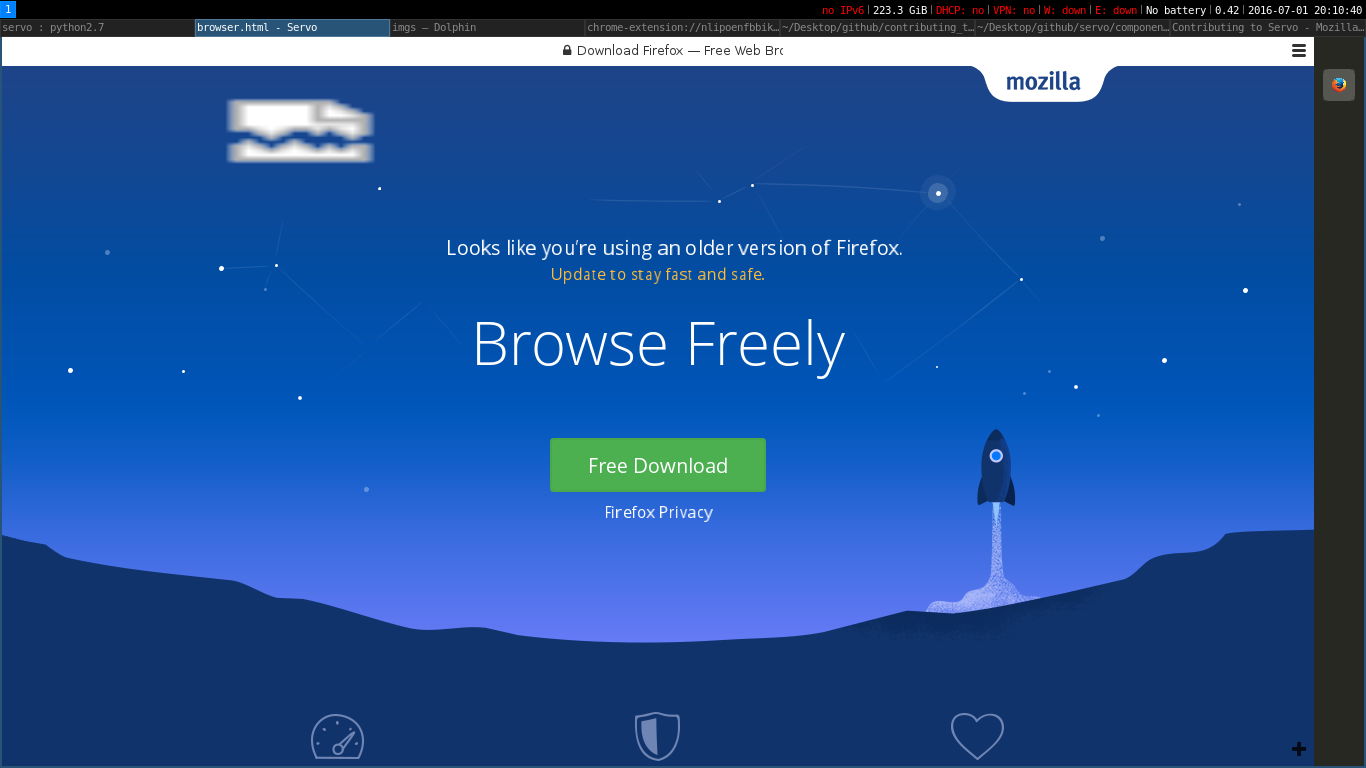 1
no IPv6|223.3 GiB|DHCP: no|VPN: no|W: down|E: down|No battery|0.42|2016-07-01 20:10:40
servo : python2.7
browser.html - Servo
imgs — Dolphin
chrome-extension://nlipoenfbbik…
~/Desktop/github/contributing_t…
~/Desktop/github/servo/componen…
Contributing to Servo - Mozilla…
Download Firefox — Free Web Brc
mozilla
Looks like you're using an older version of Firefox.
Update to stay fast and safe.
Browse Freely
Free Download
Firefox Privacy